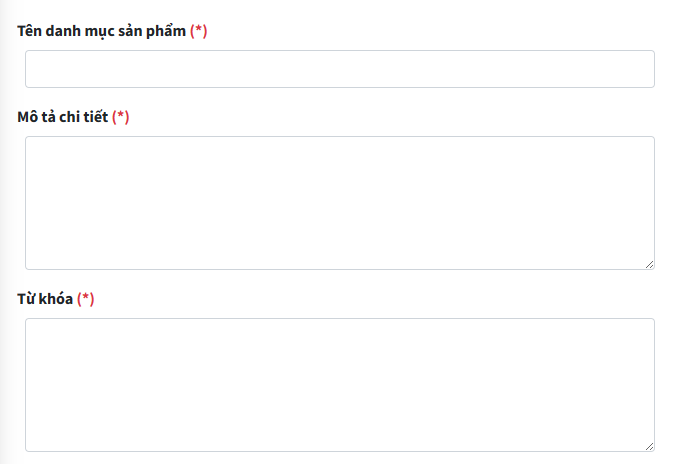 Tên danh mục sản phẩm (*)
Mô tả chi tiết (*)
Từ khóa (*)